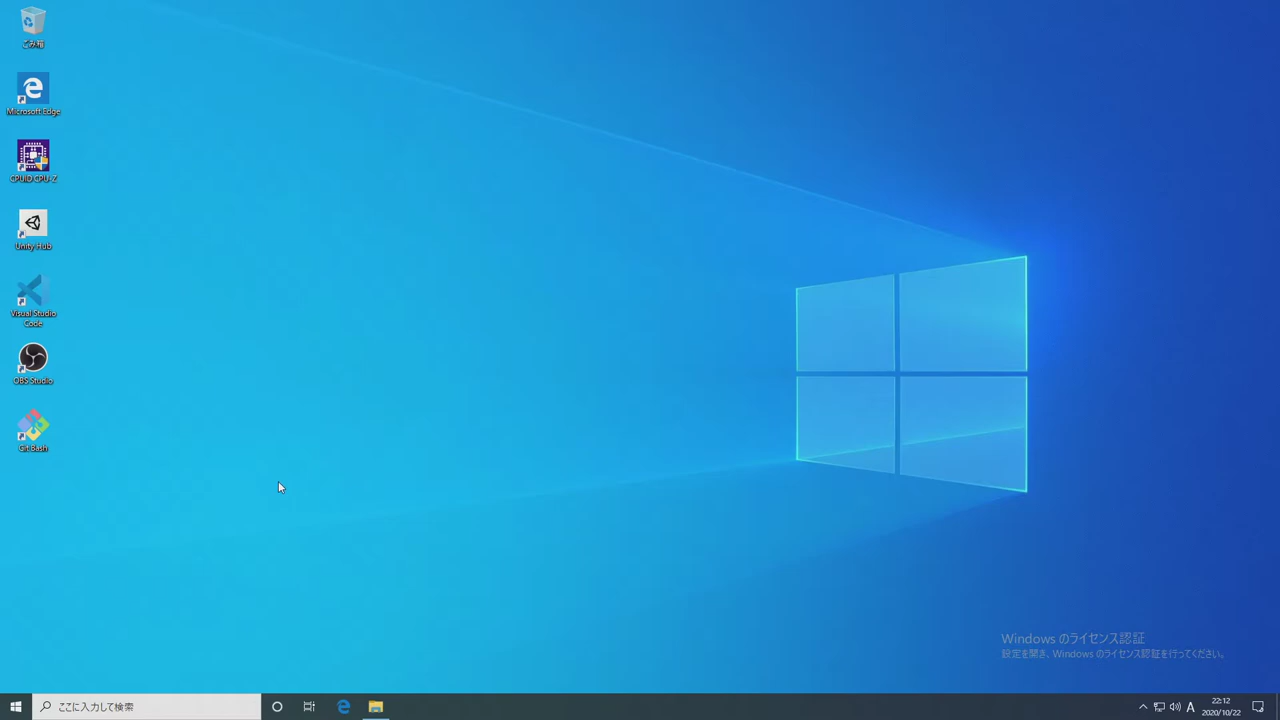 ごみ箱
Microsoft Edge
CPUID CPU-Z
Unity Hub
Visual Studio
Code
OBS Studio
Git Bash
Windows のライセンス認証
設定を開き、Windows のライセンス認証を行ってください。
ここに入力して検索
A
22:12
2020/10/22